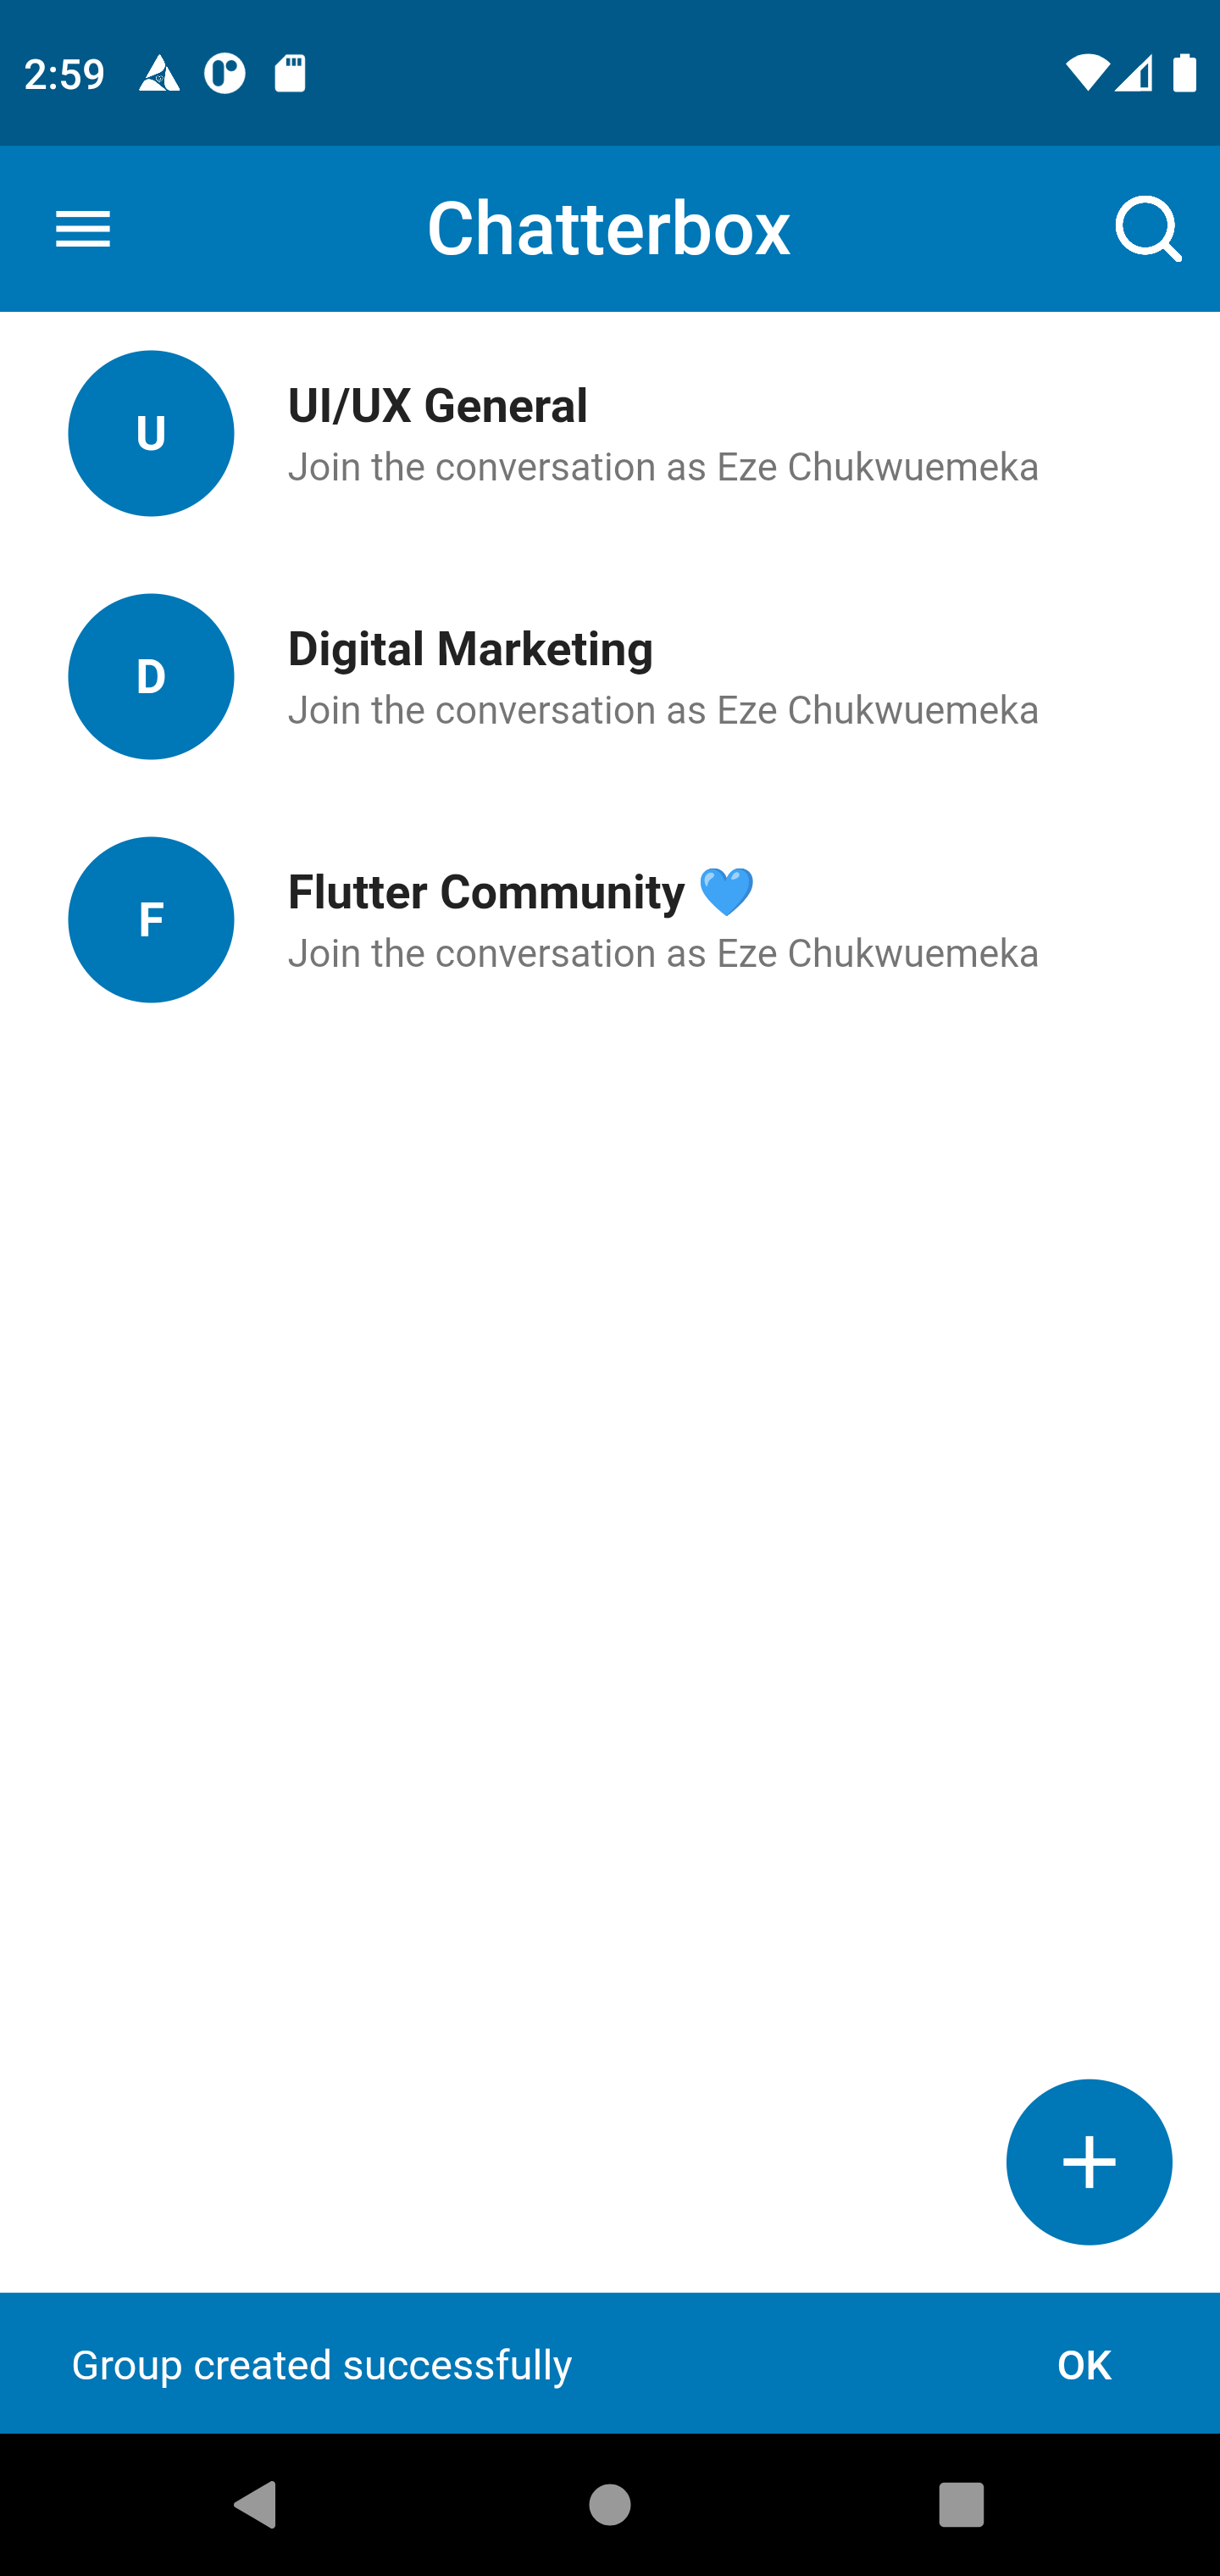 2:59
Chatterbox
U
UI/UX General
Join the conversation as Eze Chukwuemeka
D
Digital Marketing
Join the conversation as Eze Chukwuemeka
F
Flutter Community 💙
Join the conversation as Eze Chukwuemeka
Group created successfully OK